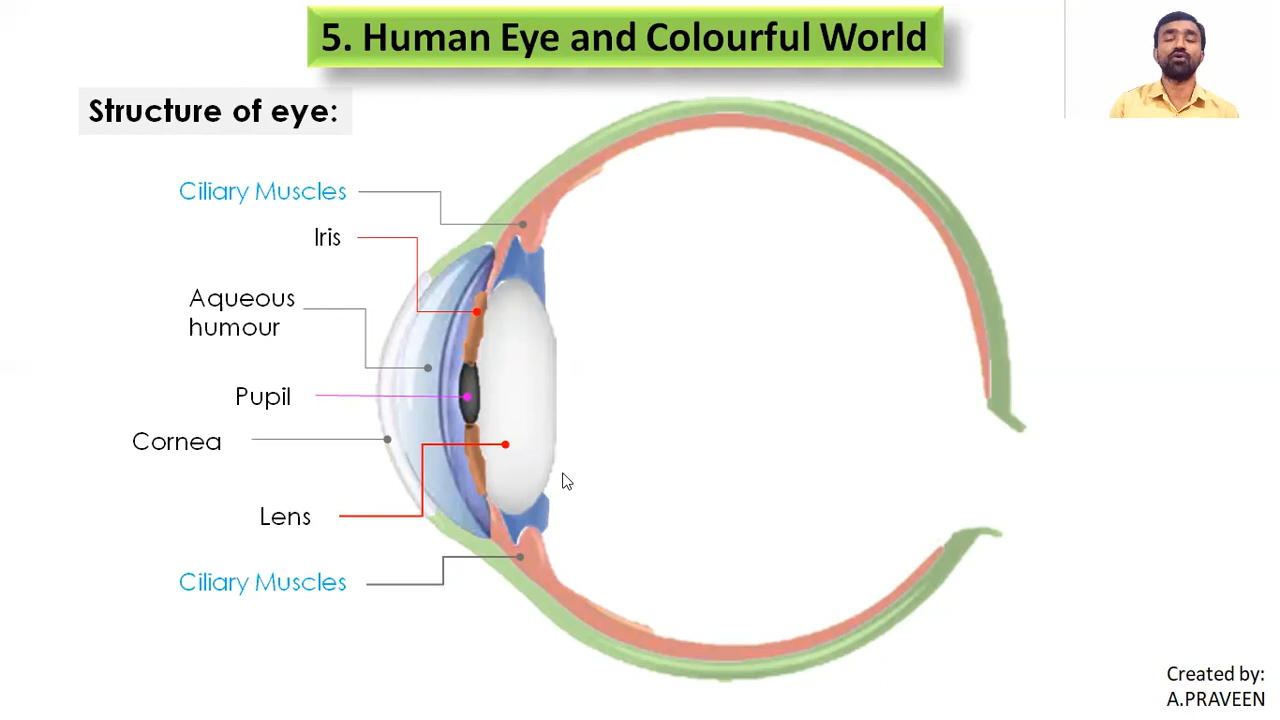 5. Human Eye and Colourful World
Structure of eye:
Ciliary Muscles
Iris
Aqueous
humour
Pupil
Cornea
Lens
Ciliary Muscles
Created by:
A.PRAVEEN